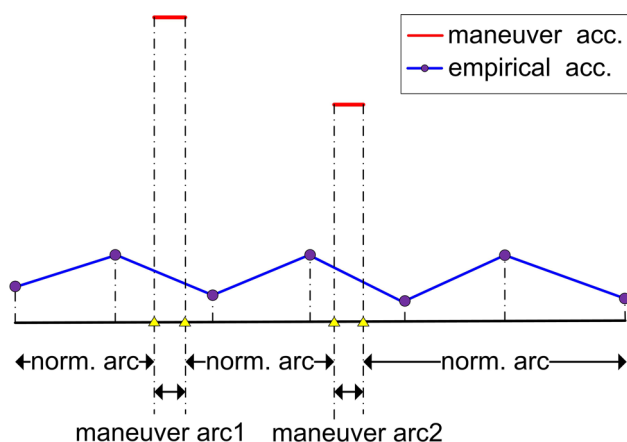 maneuver acc.
empirical acc.
norm. arc
norm. arc
norm. arc
maneuver arc1
maneuver arc2